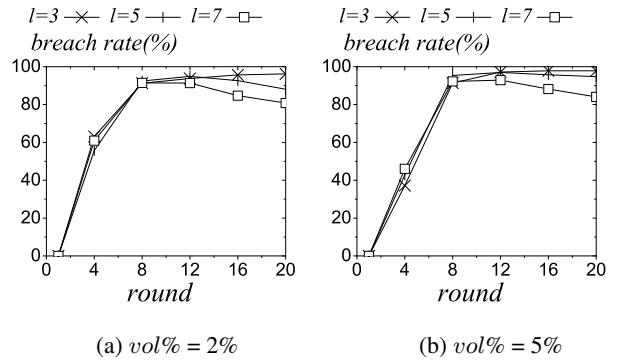 l=3 l=5 l=7 l=3 l=5 l=7
breach rate(%) breach rate(%)
100 100
80 80
60 60
40 40
20 20
0 0
0 4 8 12 16 20 0 4 8 12 16 20
round round
(a) vol% = 2% (b) vol% = 5%